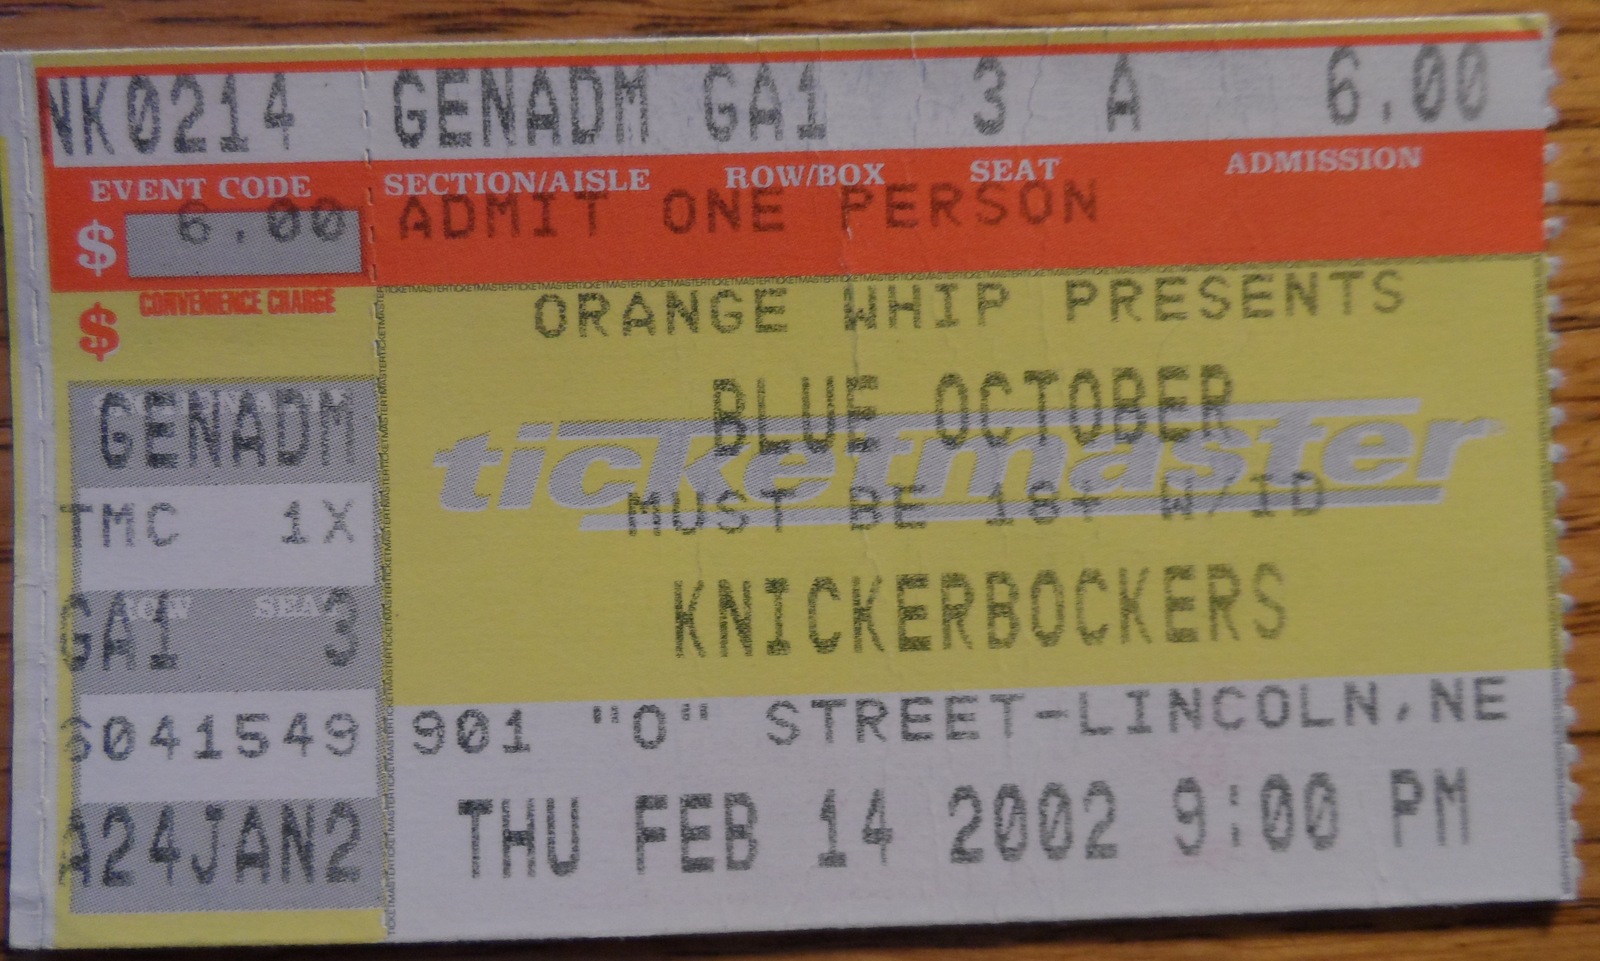 NK0214 GENADM GA1 3 A 6.00
EVENT CODE SECTION/AISLE ROW/BOX SEAT ADMISSION
$ 6.00 ADMIT ONE PERSON
$ CONVENIENCE CHARGE
ORANGE WHIP PRESENTS
BLUE OCTOBER
ticketmaster
MUST BE 18+ W/ID
KNICKERBOCKERS
901 "O" STREET-LINCOLN,NE
THU FEB 14 2002 9:00 PM
GENADM
TMC 1X
GA1 3
6041549
A24JAN2